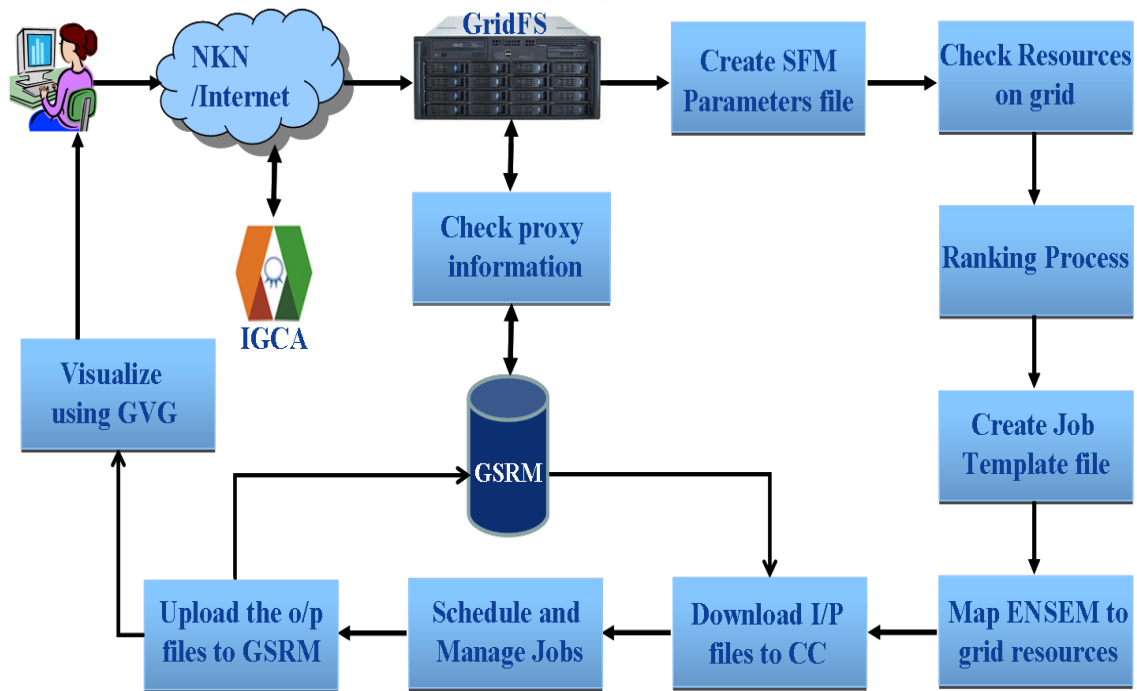 NKN
/Internet
GridFS
Create SFM
Parameters file
Check Resources
on grid
Check proxy
information
Ranking Process
IGCA
Visualize
using GVG
GSRM
Create Job
Template file
Upload the o/p
files to GSRM
Schedule and
Manage Jobs
Download I/P
files to CC
Map ENSEM to
grid resources